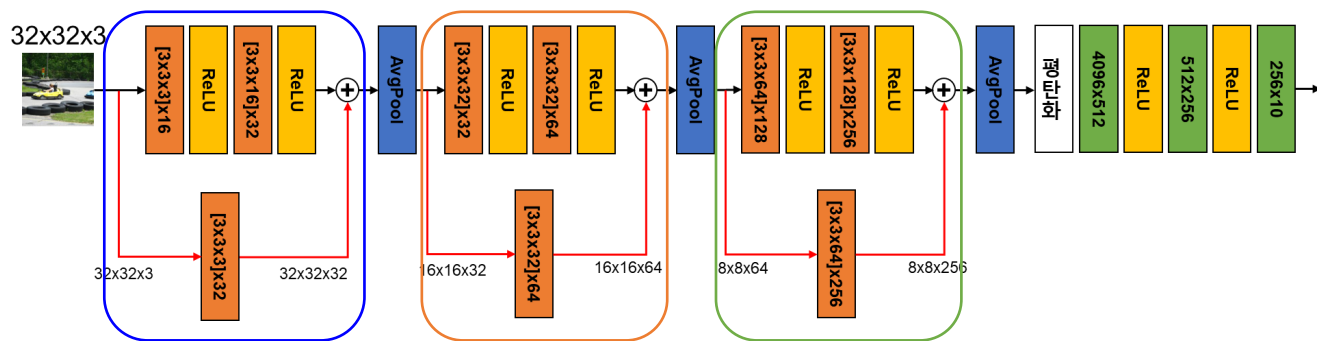 32x32x3
[3x3x3]x16
ReLU
[3x3x16]x32
ReLU
+
[3x3x3]x32
32x32x3
32x32x32
AvgPool
[3x3x32]x32
ReLU
[3x3x32]x64
ReLU
+
[3x3x32]x64
16x16x32
16x16x64
AvgPool
[3x3x64]x128
ReLU
[3x3x128]x256
ReLU
+
[3x3x64]x256
8x8x64
8x8x256
AvgPool
평탄화
4096x512
ReLU
512x256
ReLU
256x10